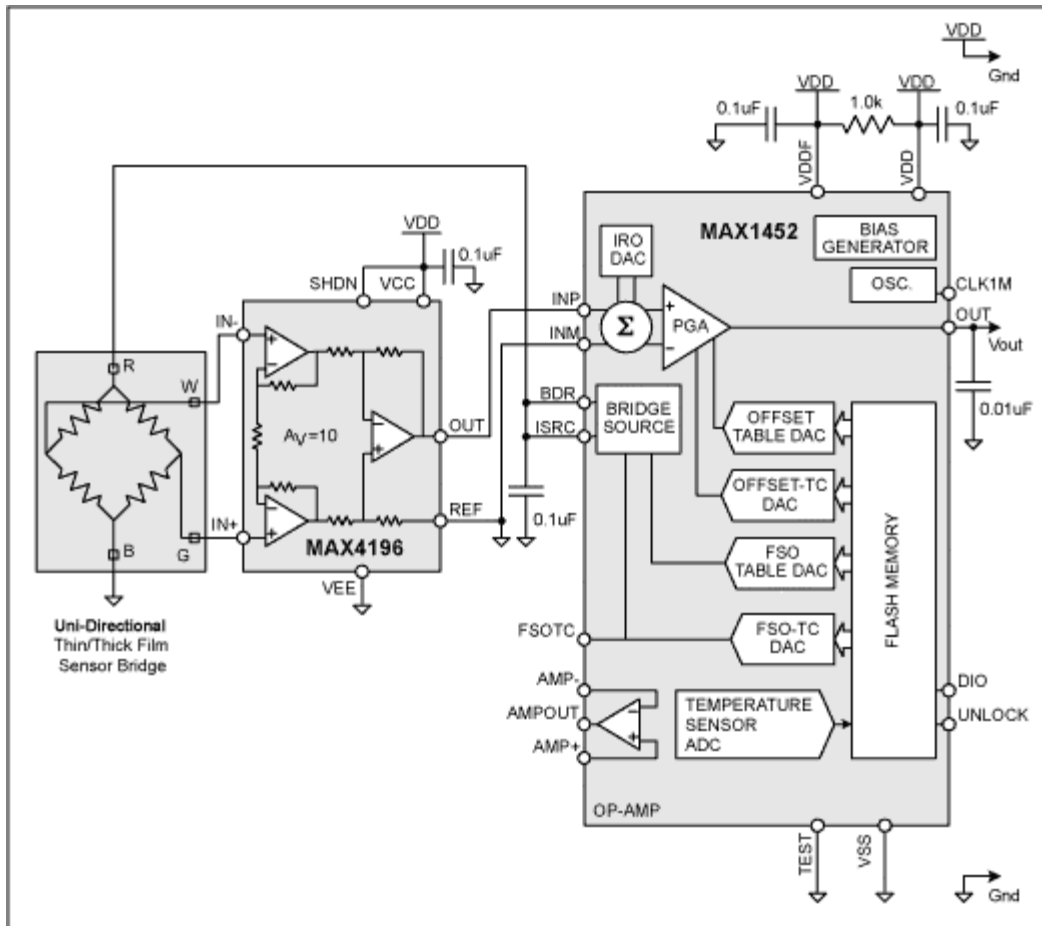 VDD
Gnd
VDD
VDD
0.1uF
1.0k
0.1uF
VDDF
VDD
MAX1452
BIAS
GENERATOR
IRO
DAC
OSC.
CLK1M
VDD
0.1uF
SHDN
VCC
INP
INM
Σ
+
PGA
−
OUT
Vout
0.01uF
IN-
+
−
R
W
AV=10
−
+
OUT
BDR
ISRC
BRIDGE
SOURCE
OFFSET
TABLE DAC
OFFSET-TC
DAC
FSO
TABLE DAC
FSO-TC
DAC
FLASH MEMORY
REF
0.1uF
IN+
−
+
B
G
MAX4196
VEE
Uni-Directional
Thin/Thick Film
Sensor Bridge
FSOTC
AMP-
AMPOUT
AMP+
−
+
TEMPERATURE
SENSOR
ADC
DIO
UNLOCK
OP-AMP
TEST
VSS
Gnd